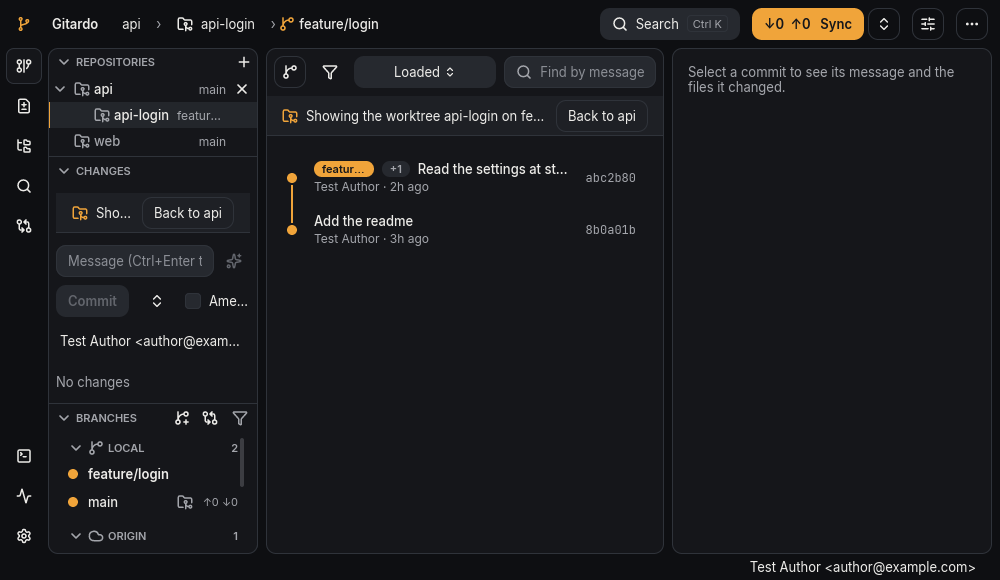 Gitardo api › api-login › feature/login Search Ctrl K ↓0 ↑0 Sync
REPOSITORIES
api main
api-login featur...
web main
CHANGES
Sho... Back to api
Message (Ctrl+Enter t
Commit Ame...
Test Author <author@exam...
No changes
BRANCHES
LOCAL 2
feature/login
main ↑0 ↓0
ORIGIN 1
Loaded Find by message
Showing the worktree api-login on fe... Back to api
featur... +1 Read the settings at st... abc2b80
Test Author · 2h ago
Add the readme 8b0a01b
Test Author · 3h ago
Select a commit to see its message and the
files it changed.
Test Author <author@example.com>